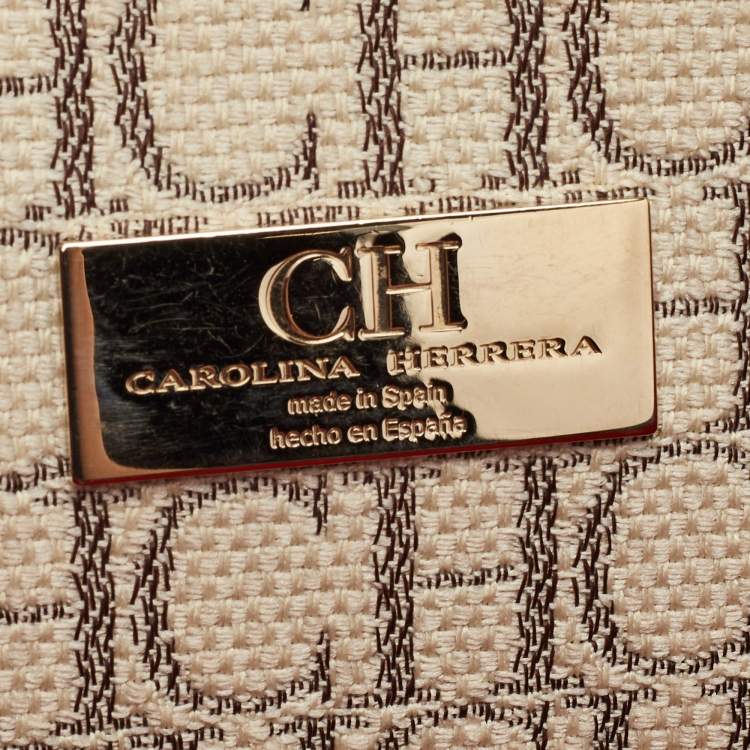 CH
CAROLINA HERRERA
made in Spain
hecho en España